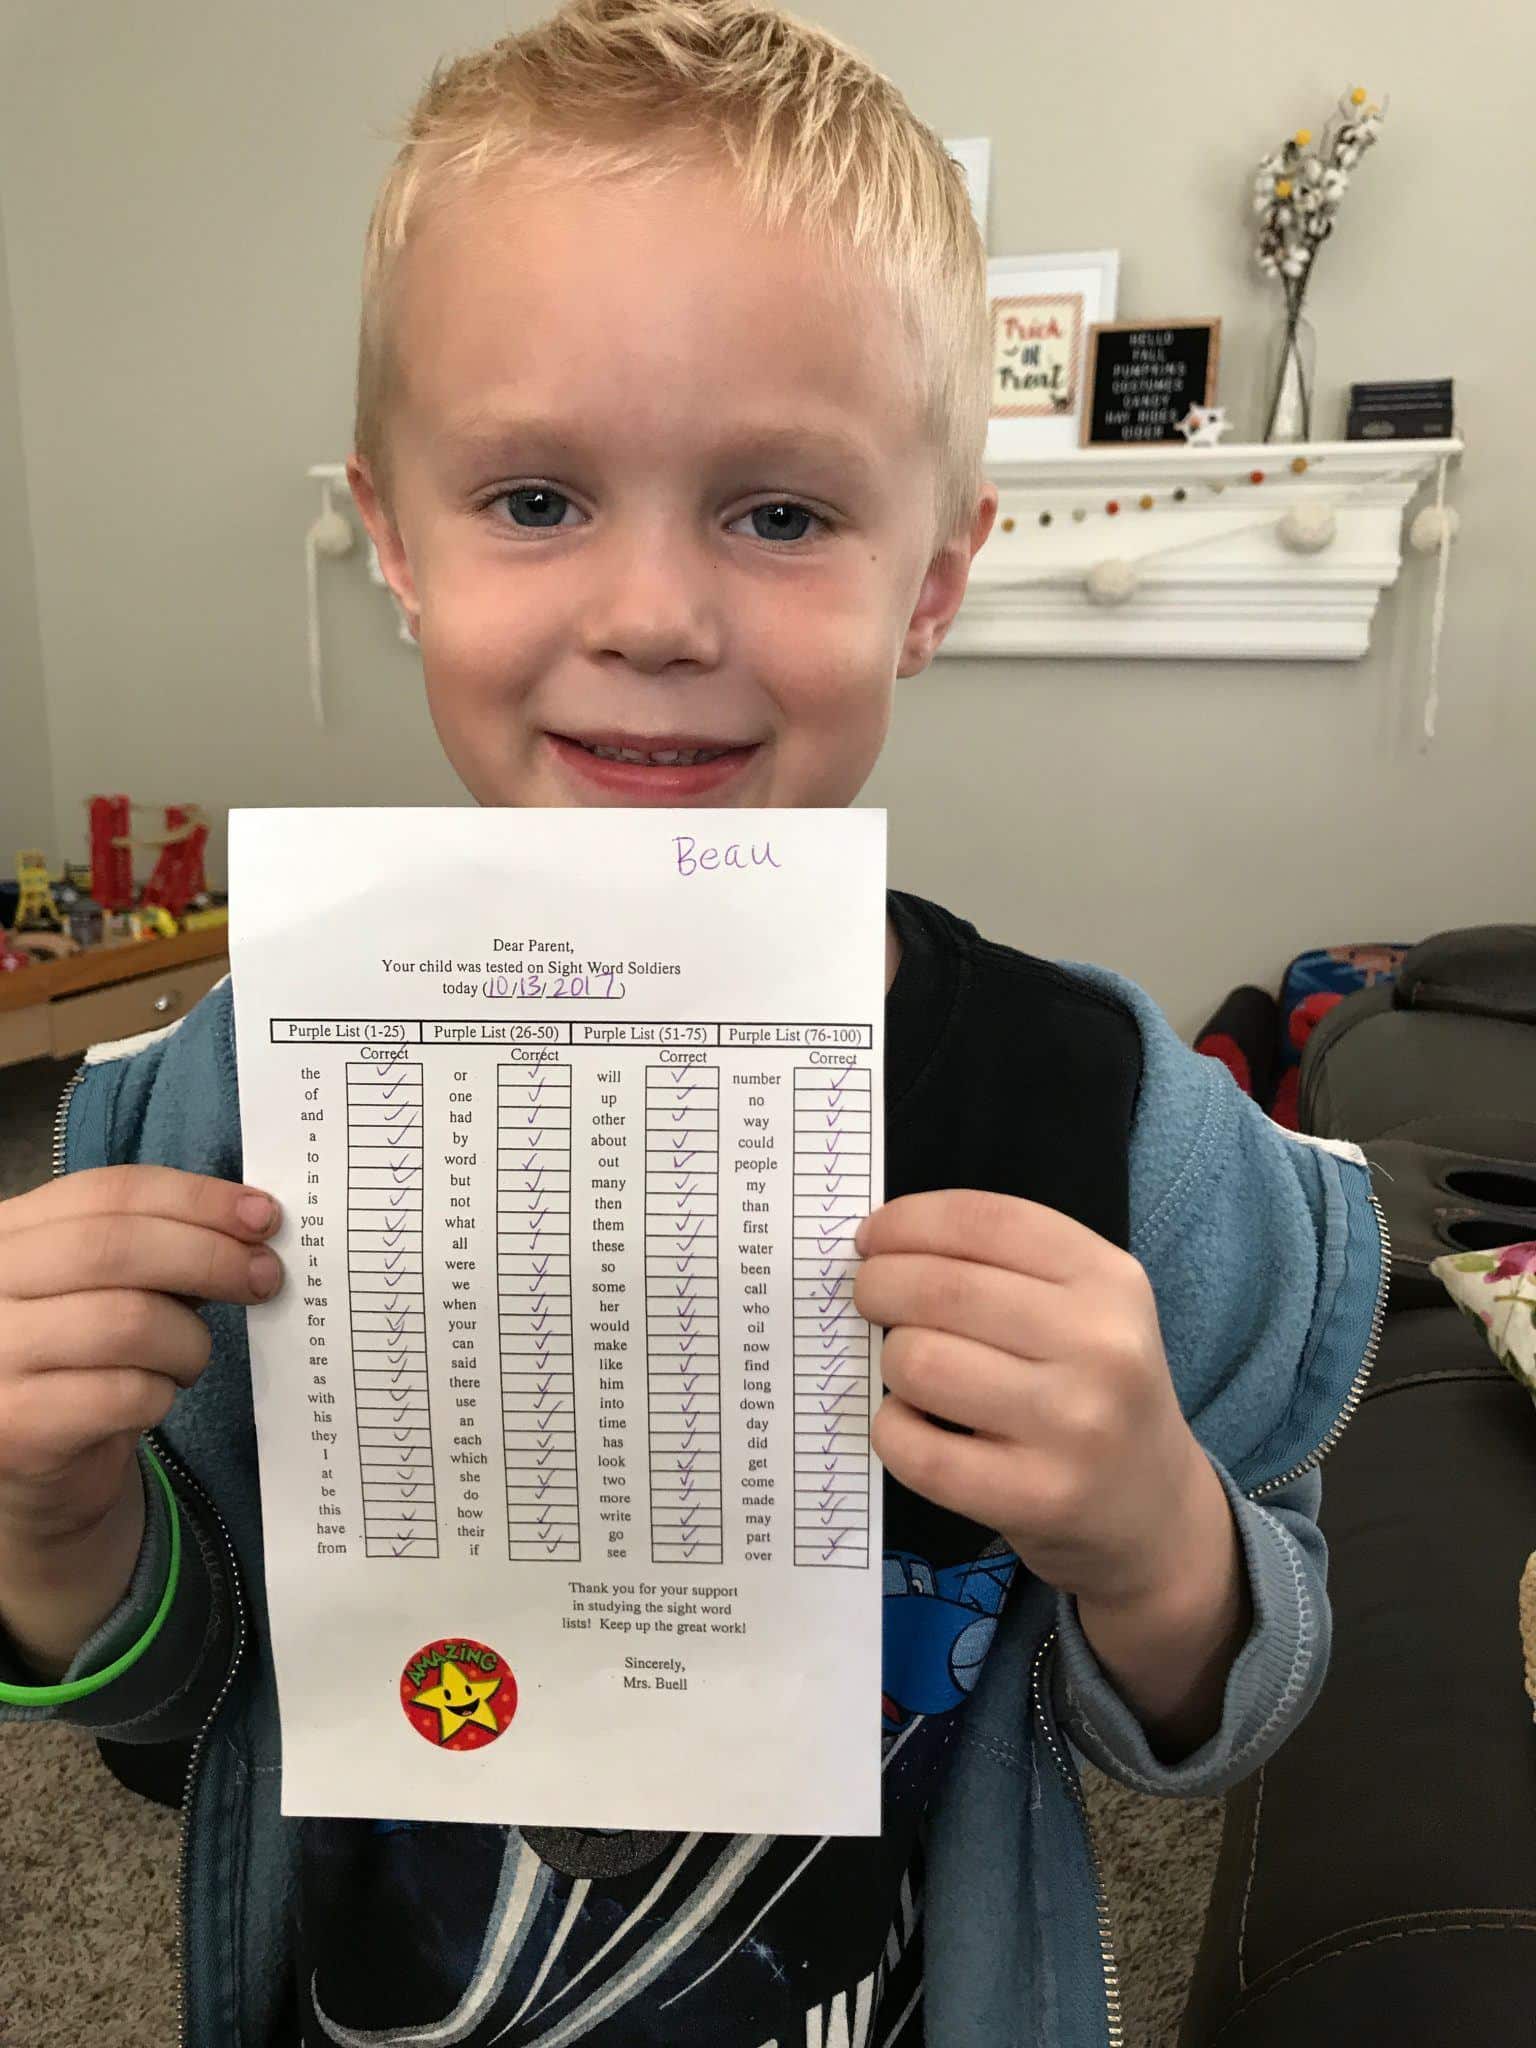 Trick
OR
Treat
HELLO
FALL
PUMPKINS
COSTUMES
CANDY
HAY RIDES
CIDER
Beau
Dear Parent,
Your child was tested on Sight Word Soldiers
today (10/13/2017)
Purple List (1-25) Purple List (26-50) Purple List (51-75) Purple List (76-100)
Correct Correct Correct Correct
the or will number
of one up no
and had other way
a by about could
to word out people
in but many my
is not then than
you what them first
that all these water
it were so been
he we some call
was when her who
for your would oil
on can make now
are said like find
as there him long
with use into down
his an time day
they each has did
I which look get
at she two come
be do more made
this how write may
have their go part
from if see over
Thank you for your support
in studying the sight word
lists! Keep up the great work!
Sincerely,
Mrs. Buell
AMAZING